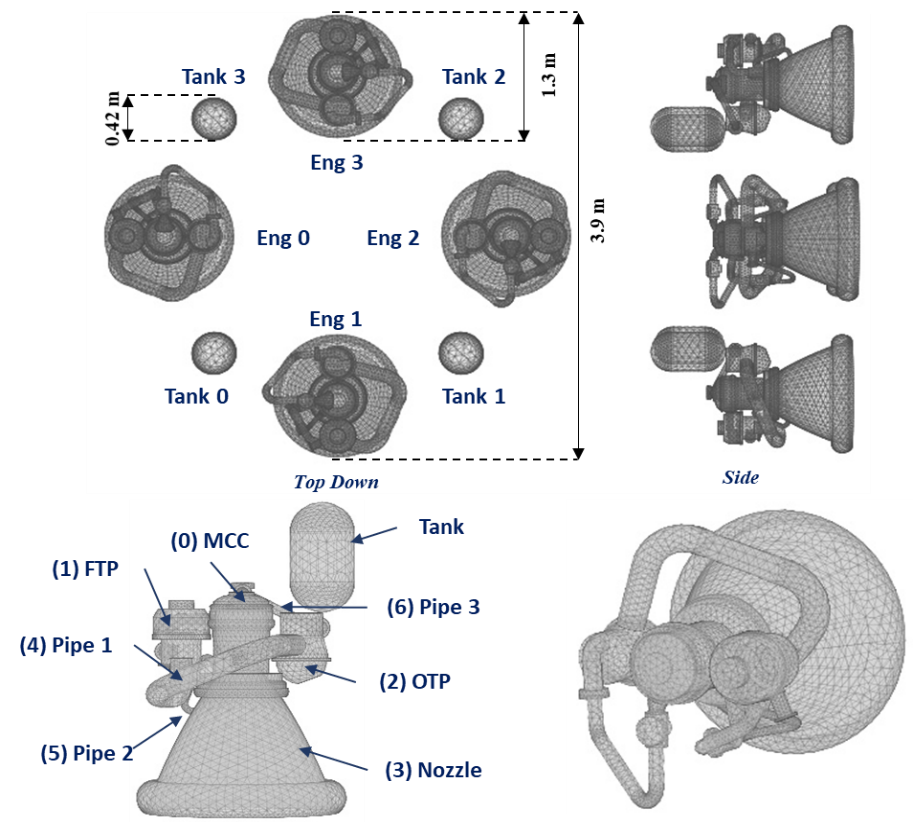 Tank 3
Tank 2
0.42 m
1.3 m
Eng 3
3.9 m
Eng 0
Eng 2
Eng 1
Tank 0
Tank 1
Top Down
Side
(0) MCC
Tank
(1) FTP
(6) Pipe 3
(4) Pipe 1
(2) OTP
(5) Pipe 2
(3) Nozzle